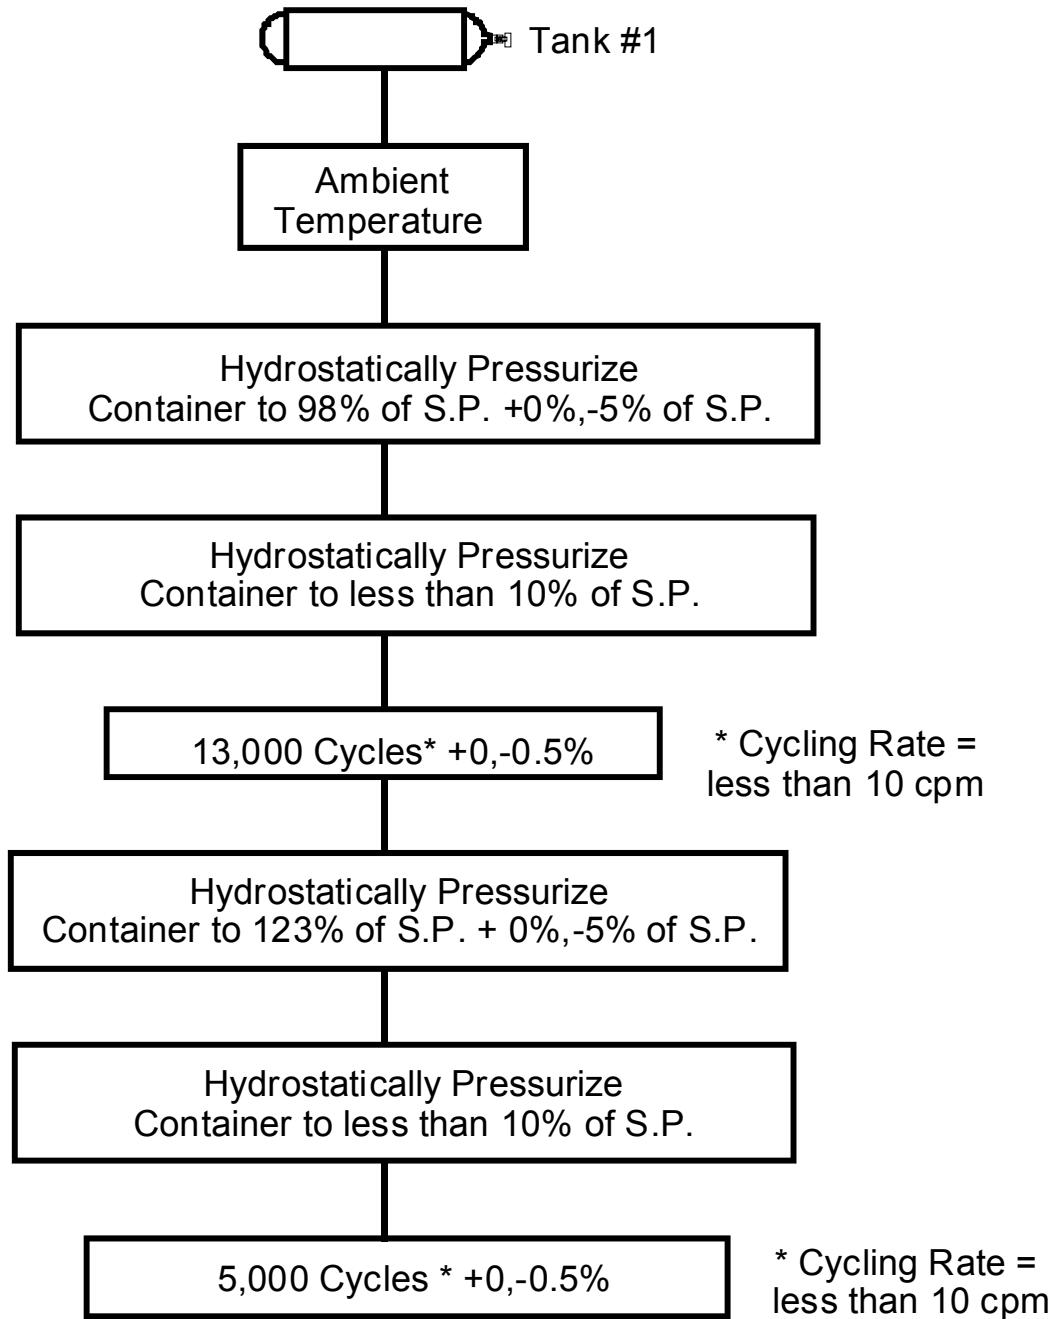 Tank #1
Ambient
Temperature
Hydrostatically Pressurize
Container to 98% of S.P. +0%,-5% of S.P.
Hydrostatically Pressurize
Container to less than 10% of S.P.
13,000 Cycles* +0,-0.5%
* Cycling Rate =
less than 10 cpm
Hydrostatically Pressurize
Container to 123% of S.P. + 0%,-5% of S.P.
Hydrostatically Pressurize
Container to less than 10% of S.P.
5,000 Cycles * +0,-0.5%
* Cycling Rate =
less than 10 cpm